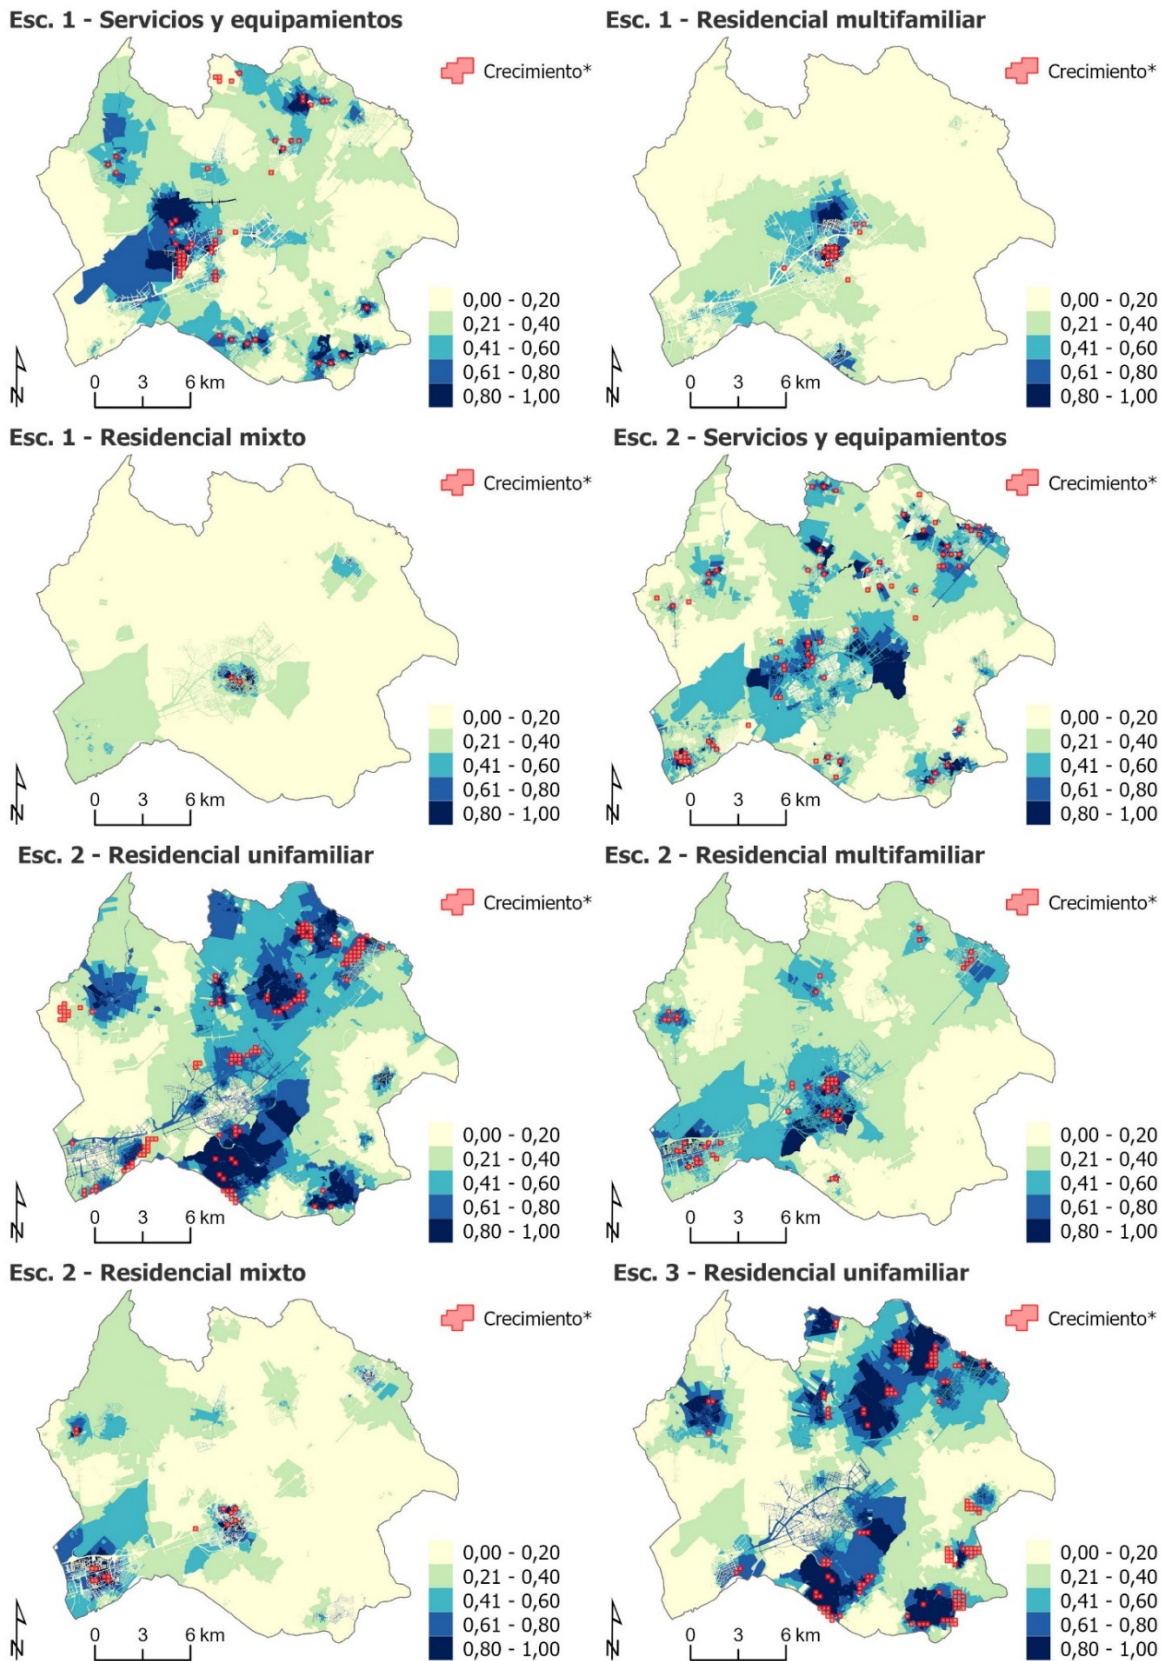 Esc. 1 - Servicios y equipamientos
Crecimiento*
0,00 - 0,20
0,21 - 0,40
0,41 - 0,60
0,61 - 0,80
0,80 - 1,00
N
0 3 6 km
Esc. 1 - Residencial multifamiliar
Crecimiento*
0,00 - 0,20
0,21 - 0,40
0,41 - 0,60
0,61 - 0,80
0,80 - 1,00
N
0 3 6 km
Esc. 1 - Residencial mixto
Crecimiento*
0,00 - 0,20
0,21 - 0,40
0,41 - 0,60
0,61 - 0,80
0,80 - 1,00
N
0 3 6 km
Esc. 2 - Servicios y equipamientos
Crecimiento*
0,00 - 0,20
0,21 - 0,40
0,41 - 0,60
0,61 - 0,80
0,80 - 1,00
N
0 3 6 km
Esc. 2 - Residencial unifamiliar
Crecimiento*
0,00 - 0,20
0,21 - 0,40
0,41 - 0,60
0,61 - 0,80
0,80 - 1,00
N
0 3 6 km
Esc. 2 - Residencial multifamiliar
Crecimiento*
0,00 - 0,20
0,21 - 0,40
0,41 - 0,60
0,61 - 0,80
0,80 - 1,00
N
0 3 6 km
Esc. 2 - Residencial mixto
Crecimiento*
0,00 - 0,20
0,21 - 0,40
0,41 - 0,60
0,61 - 0,80
0,80 - 1,00
N
0 3 6 km
Esc. 3 - Residencial unifamiliar
Crecimiento*
0,00 - 0,20
0,21 - 0,40
0,41 - 0,60
0,61 - 0,80
0,80 - 1,00
N
0 3 6 km